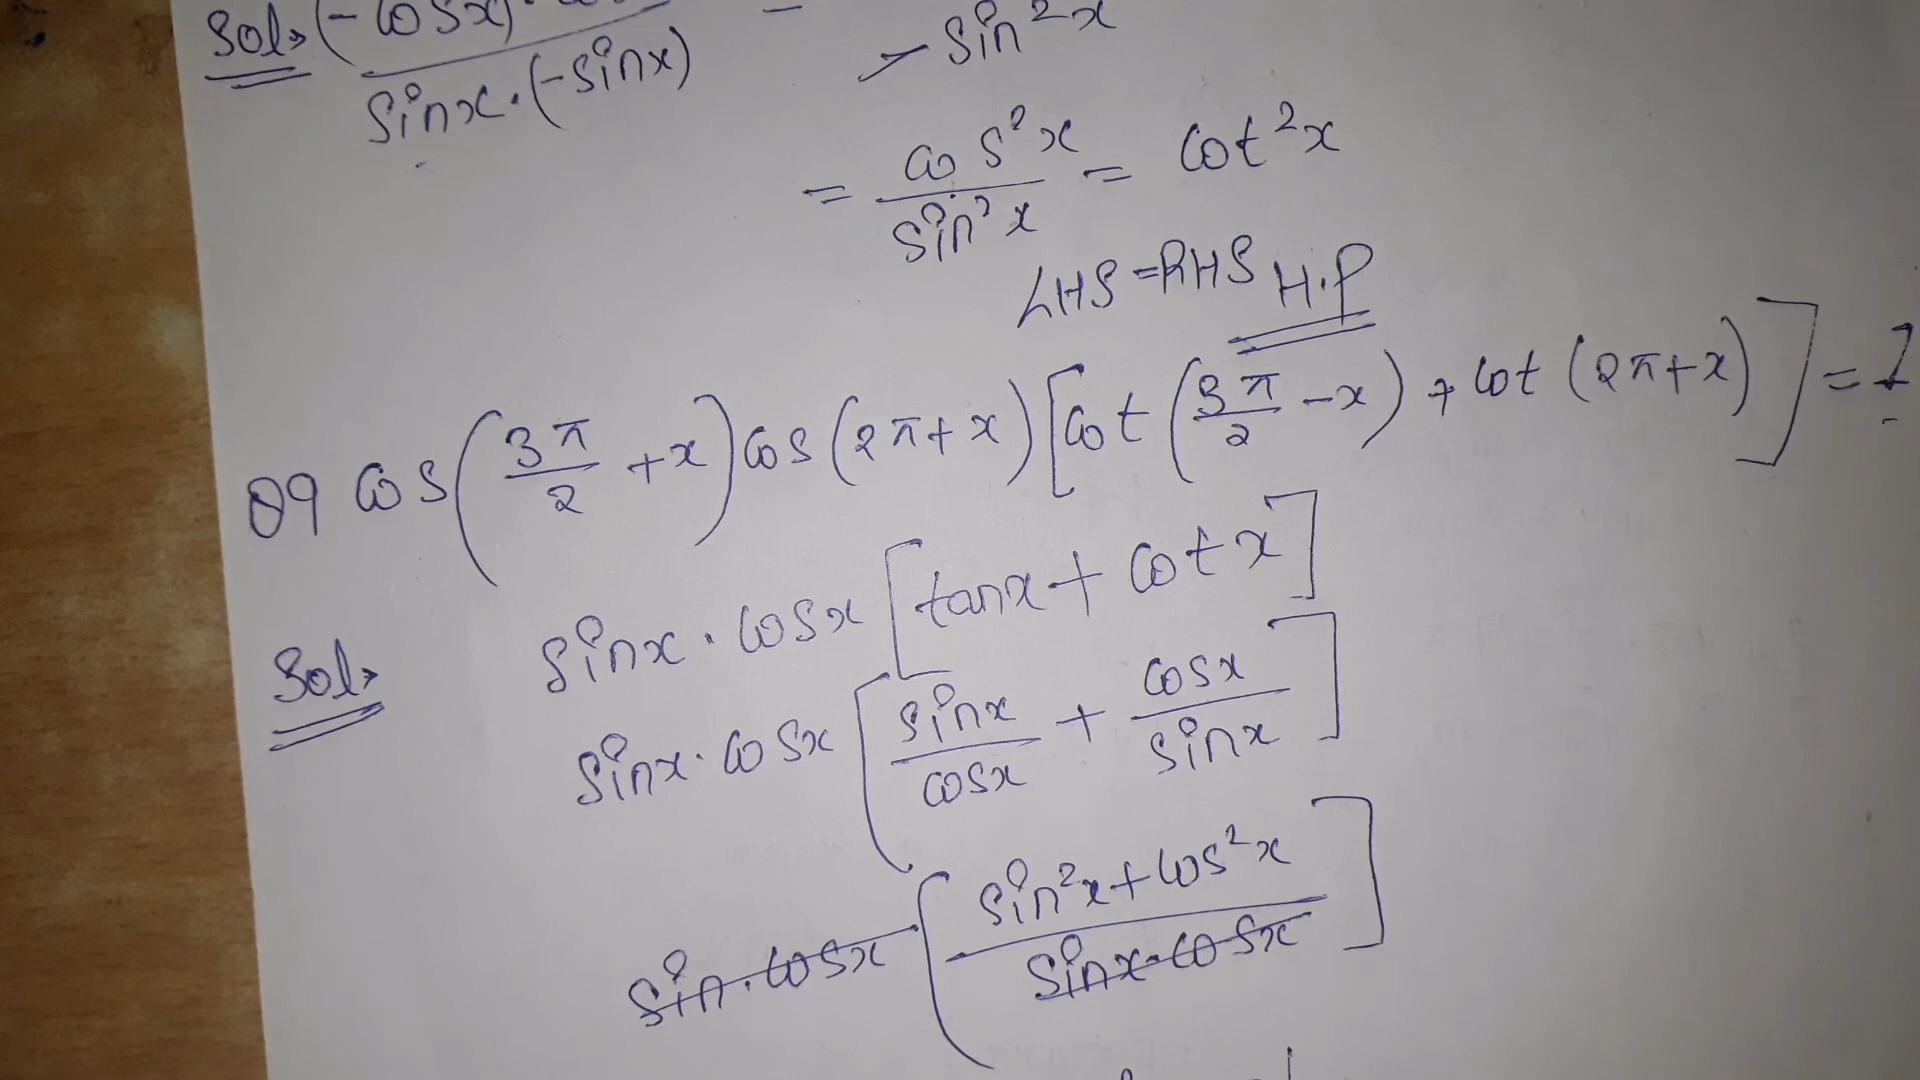 Sol> (-cosx)
sinx.(-sinx)
- sin²x
= cos²x / sin²x = cot²x
LHS = RHS H.P
Q9 cos(3π/2 + x) cos(2π+x) [cot(3π/2 - x) + cot(2π+x)] = 1
Sol> sinx . cosx [tanx + cotx]
sinx . cosx [sinx/cosx + cosx/sinx]
sin . cosx [sin²x + cos²x / sinx . cosx]